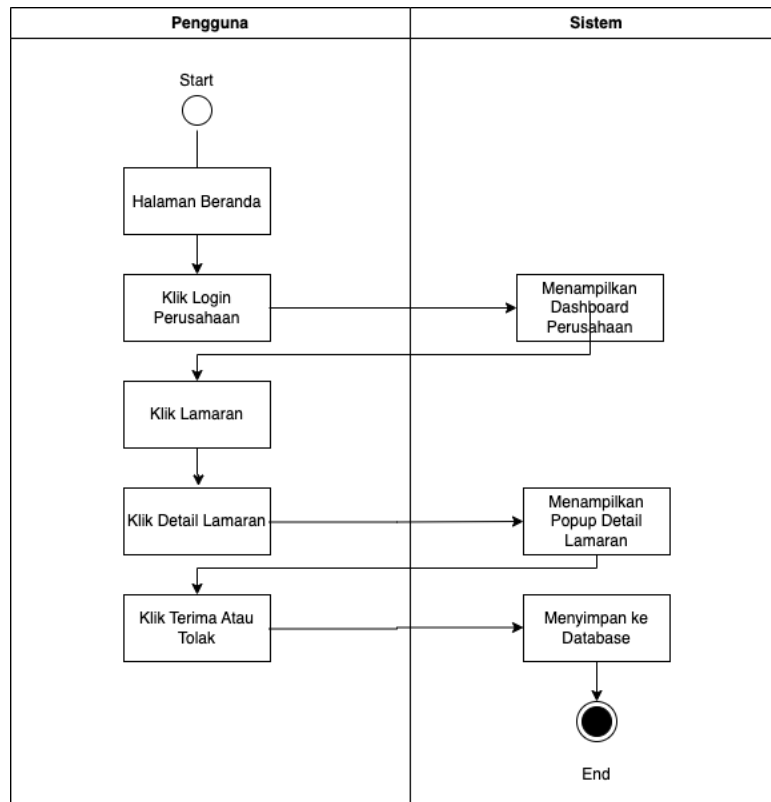 Pengguna
Sistem
Start
Halaman Beranda
Klik Login
Perusahaan
Menampilkan
Dashboard
Perusahaan
Klik Lamaran
Klik Detail Lamaran
Menampilkan
Popup Detail
Lamaran
Klik Terima Atau
Tolak
Menyimpan ke
Database
End